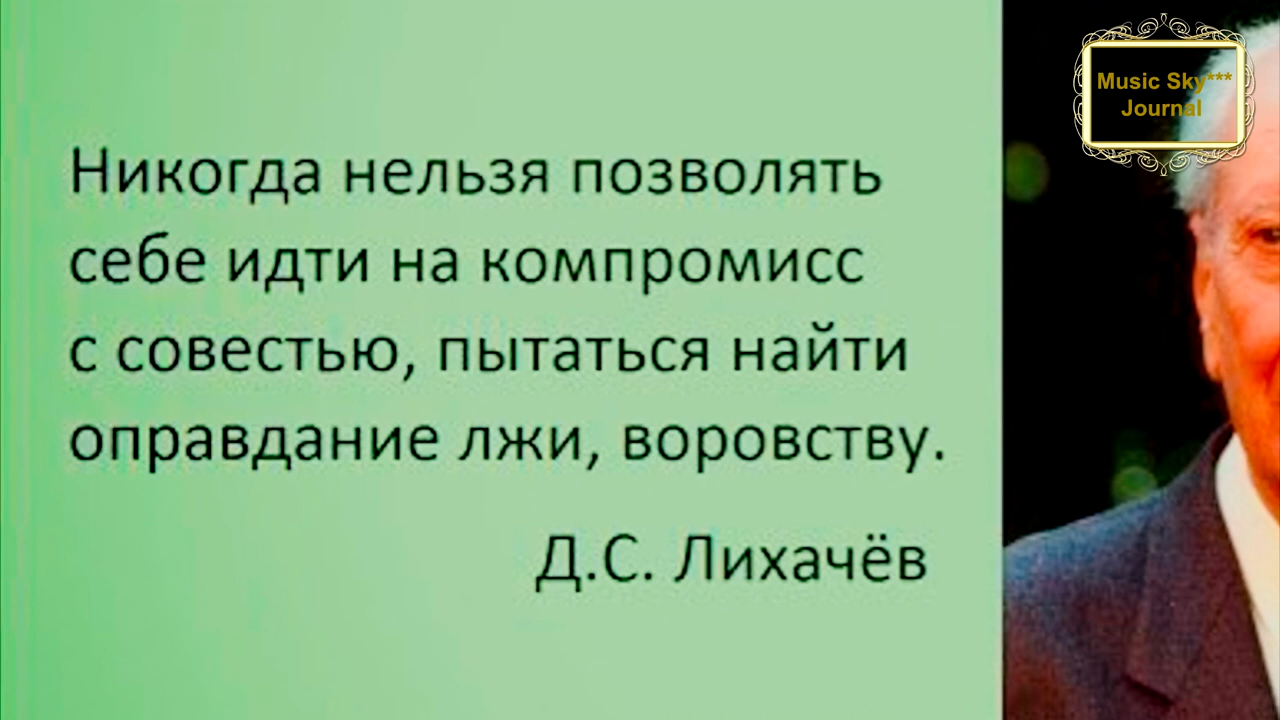 Никогда нельзя позволять
себе идти на компромисс
с совестью, пытаться найти
оправдание лжи, воровству.
Д.С. Лихачёв
Music Sky***
Journal